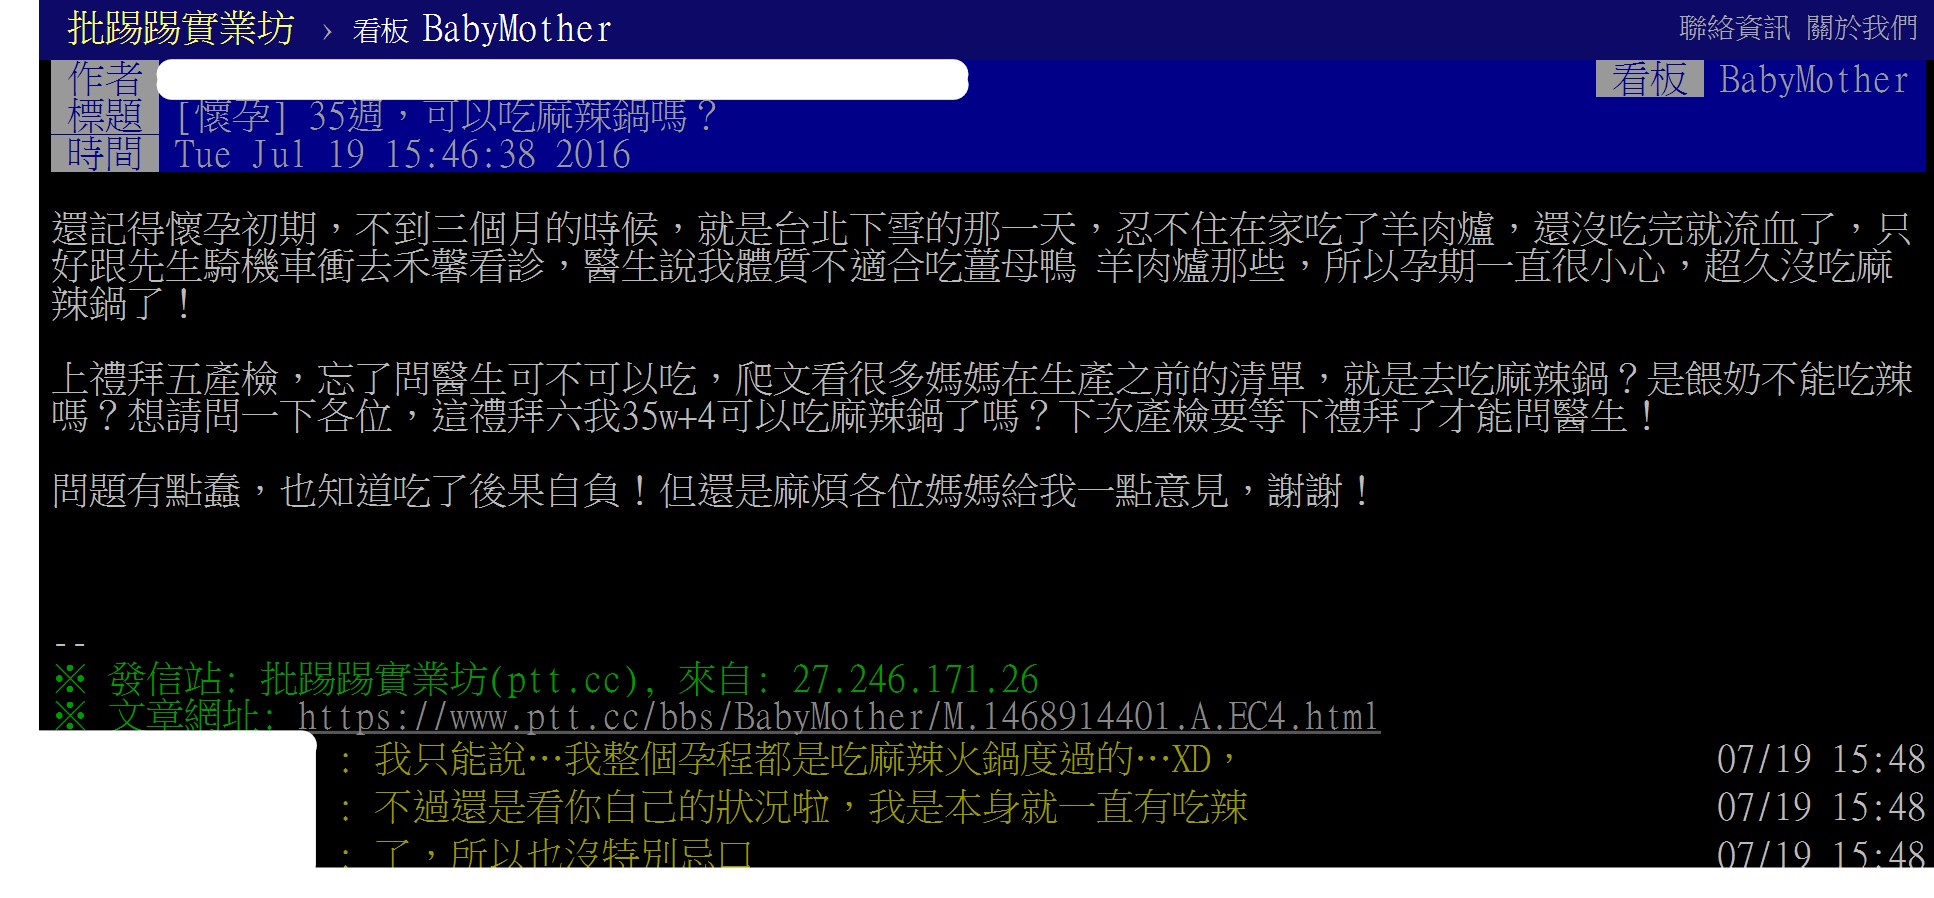 批踢踢實業坊 › 看板 BabyMother 聯絡資訊 關於我們
作者 看板 BabyMother
標題 [懷孕] 35週，可以吃麻辣鍋嗎？
時間 Tue Jul 19 15:46:38 2016
還記得懷孕初期，不到三個月的時候，就是台北下雪的那一天，忍不住在家吃了羊肉爐，還沒吃完就流血了，只
好跟先生騎機車衝去禾馨看診，醫生說我體質不適合吃薑母鴨 羊肉爐那些，所以孕期一直很小心，超久沒吃麻
辣鍋了！
上禮拜五產檢，忘了問醫生可不可以吃，爬文看很多媽媽在生產之前的清單，就是去吃麻辣鍋？是餵奶不能吃辣
嗎？想請問一下各位，這禮拜六我35w+4可以吃麻辣鍋了嗎？下次產檢要等下禮拜了才能問醫生！
問題有點蠢，也知道吃了後果自負！但還是麻煩各位媽媽給我一點意見，謝謝！
--
※ 發信站: 批踢踢實業坊(ptt.cc), 來自: 27.246.171.26
※ 文章網址: https://www.ptt.cc/bbs/BabyMother/M.1468914401.A.EC4.html
: 我只能說…我整個孕程都是吃麻辣火鍋度過的…XD， 07/19 15:48
: 不過還是看你自己的狀況啦，我是本身就一直有吃辣 07/19 15:48
: 了，所以也沒特別忌口 07/19 15:48